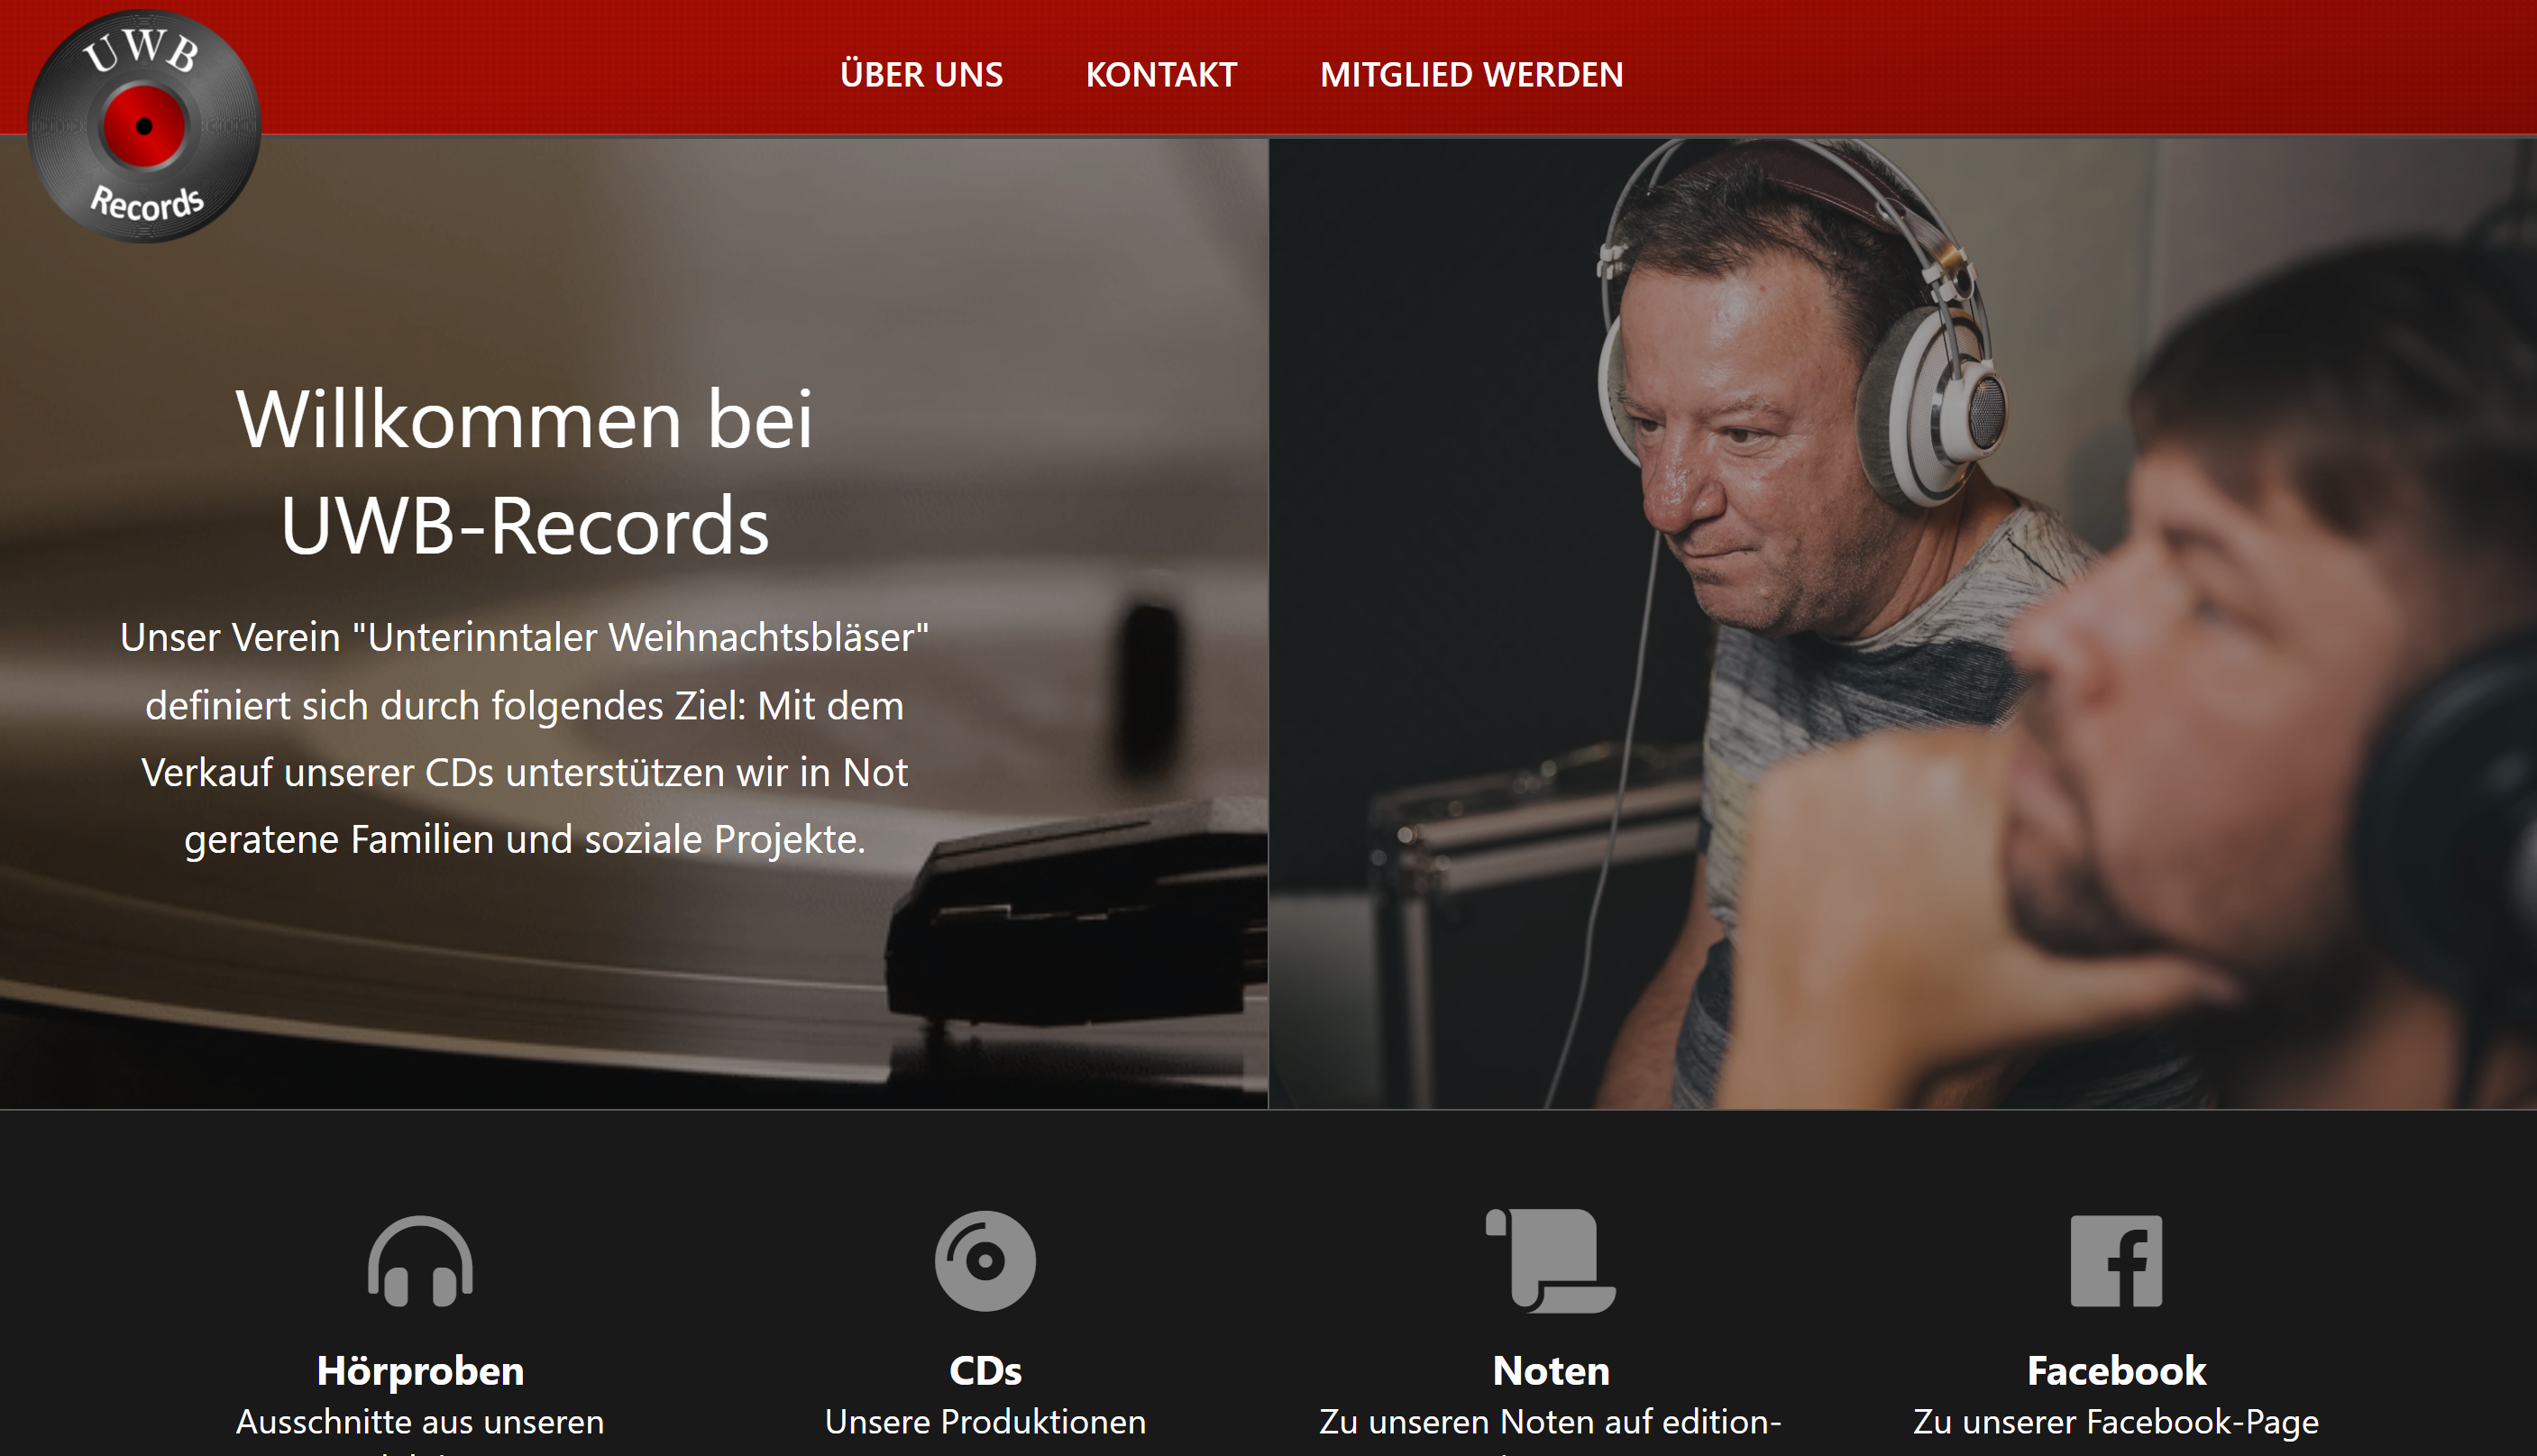 UWB
Records
ÜBER UNS KONTAKT MITGLIED WERDEN
Willkommen bei
UWB-Records
Unser Verein "Unterinntaler Weihnachtsbläser"
definiert sich durch folgendes Ziel: Mit dem
Verkauf unserer CDs unterstützen wir in Not
geratene Familien und soziale Projekte.
Hörproben
Ausschnitte aus unseren
CDs
Unsere Produktionen
Noten
Zu unseren Noten auf edition-
Facebook
Zu unserer Facebook-Page